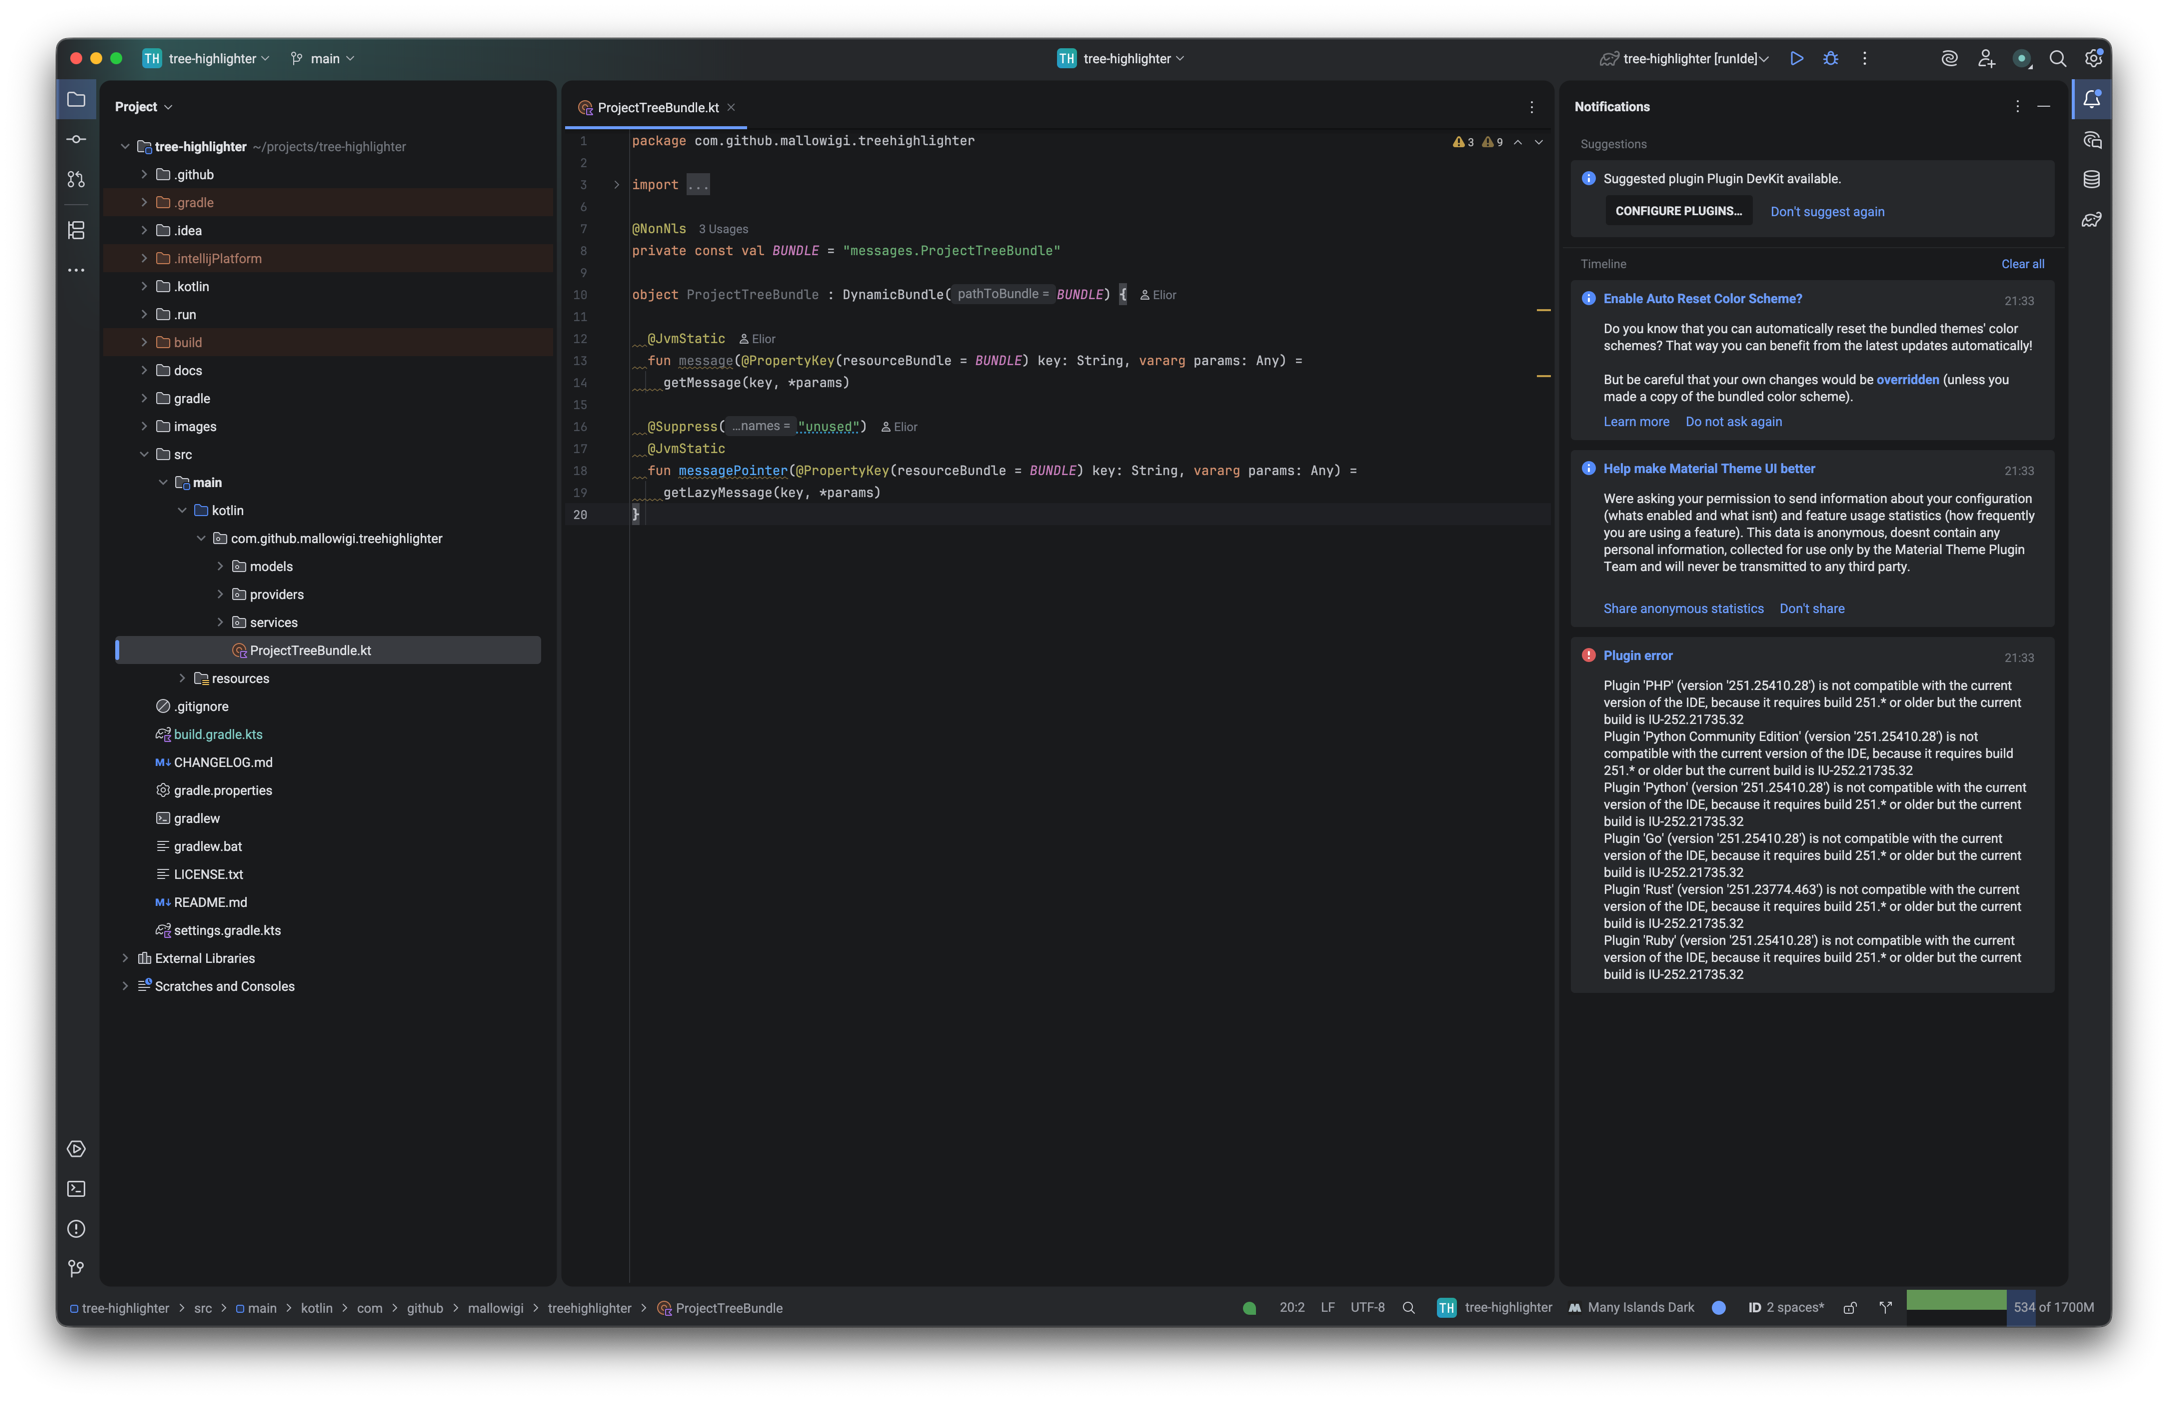 TH tree-highlighter main
TH tree-highlighter
tree-highlighter [runIde]
Project
tree-highlighter ~/projects/tree-highlighter
.github
.gradle
.idea
.intellijPlatform
.kotlin
.run
build
docs
gradle
images
src
main
kotlin
com.github.mallowigi.treehighlighter
models
providers
services
ProjectTreeBundle.kt
resources
.gitignore
build.gradle.kts
M↓ CHANGELOG.md
gradle.properties
gradlew
gradlew.bat
LICENSE.txt
M↓ README.md
settings.gradle.kts
External Libraries
Scratches and Consoles
ProjectTreeBundle.kt
3 9
1 package com.github.mallowigi.treehighlighter
2
3 import ...
6
7 @NonNls 3 Usages
8 private const val BUNDLE = "messages.ProjectTreeBundle"
9
10 object ProjectTreeBundle : DynamicBundle( pathToBundle = BUNDLE) { Elior
11
12 @JvmStatic Elior
13 fun message(@PropertyKey(resourceBundle = BUNDLE) key: String, vararg params: Any) =
14 getMessage(key, *params)
15
16 @Suppress( ...names = "unused") Elior
17 @JvmStatic
18 fun messagePointer(@PropertyKey(resourceBundle = BUNDLE) key: String, vararg params: Any) =
19 getLazyMessage(key, *params)
20 }
Notifications
Suggestions
Suggested plugin Plugin DevKit available.
CONFIGURE PLUGINS... Don't suggest again
Timeline Clear all
Enable Auto Reset Color Scheme? 21:33
Do you know that you can automatically reset the bundled themes' color
schemes? That way you can benefit from the latest updates automatically!
But be careful that your own changes would be overridden (unless you
made a copy of the bundled color scheme).
Learn more Do not ask again
Help make Material Theme UI better 21:33
Were asking your permission to send information about your configuration
(whats enabled and what isnt) and feature usage statistics (how frequently
you are using a feature). This data is anonymous, doesnt contain any
personal information, collected for use only by the Material Theme Plugin
Team and will never be transmitted to any third party.
Share anonymous statistics Don't share
Plugin error 21:33
Plugin 'PHP' (version '251.25410.28') is not compatible with the current
version of the IDE, because it requires build 251.* or older but the current
build is IU-252.21735.32
Plugin 'Python Community Edition' (version '251.25410.28') is not
compatible with the current version of the IDE, because it requires build
251.* or older but the current build is IU-252.21735.32
Plugin 'Python' (version '251.25410.28') is not compatible with the current
version of the IDE, because it requires build 251.* or older but the current
build is IU-252.21735.32
Plugin 'Go' (version '251.25410.28') is not compatible with the current
version of the IDE, because it requires build 251.* or older but the current
build is IU-252.21735.32
Plugin 'Rust' (version '251.23774.463') is not compatible with the current
version of the IDE, because it requires build 251.* or older but the current
build is IU-252.21735.32
Plugin 'Ruby' (version '251.25410.28') is not compatible with the current
version of the IDE, because it requires build 251.* or older but the current
build is IU-252.21735.32
tree-highlighter > src > main > kotlin > com > github > mallowigi > treehighlighter > ProjectTreeBundle
20:2 LF UTF-8 TH tree-highlighter Many Islands Dark ID 2 spaces* 534 of 1700M